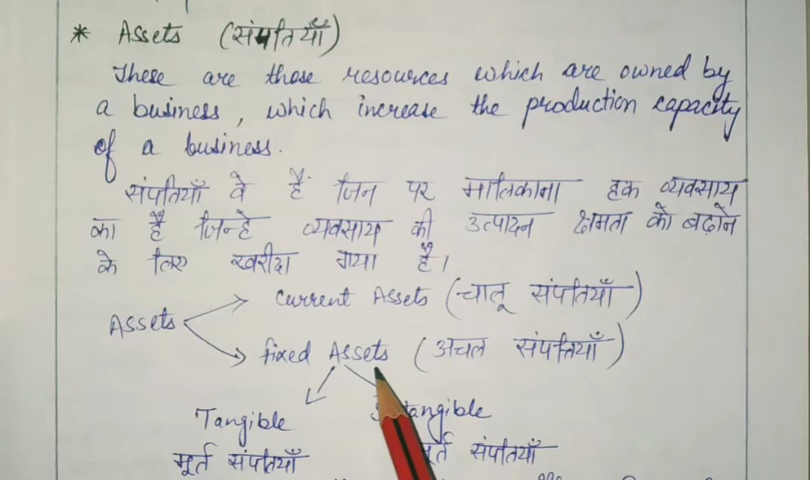 * Assets (संपतियाँ)
These are those resources which are owned by
a business, which increase the production capacity
of a business.
संपतियाँ वे हैं जिन पर मालिकाना हक व्यवसाय
का है जिन्हे व्यवसाय की उत्पादन क्षमता को बढ़ाने
के लिए खरीदा गया है।
Current Assets (चालू संपतियाँ)
Assets
fixed Assets (अचल संपतियाँ)
Tangible tangible
मूर्त संपतियाँ र्त संपतियाँ